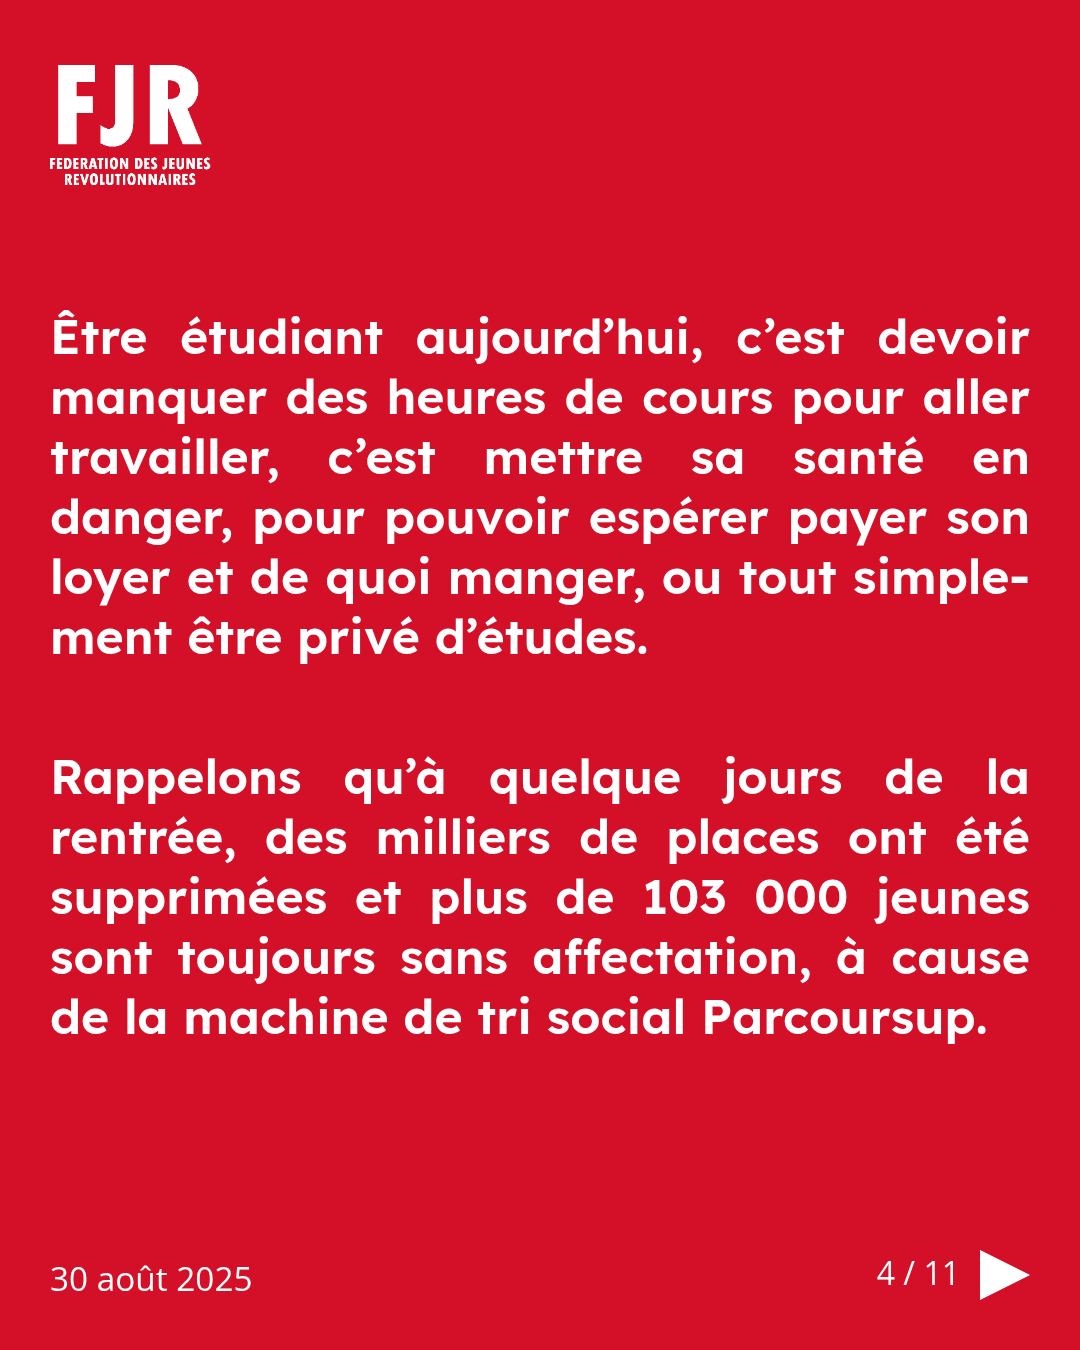 FJR
FEDERATION DES JEUNES
REVOLUTIONNAIRES
Être étudiant aujourd’hui, c’est devoir
manquer des heures de cours pour aller
travailler, c’est mettre sa santé en
danger, pour pouvoir espérer payer son
loyer et de quoi manger, ou tout simple-
ment être privé d’études.
Rappelons qu’à quelque jours de la
rentrée, des milliers de places ont été
supprimées et plus de 103 000 jeunes
sont toujours sans affectation, à cause
de la machine de tri social Parcoursup.
30 août 2025
4 / 11